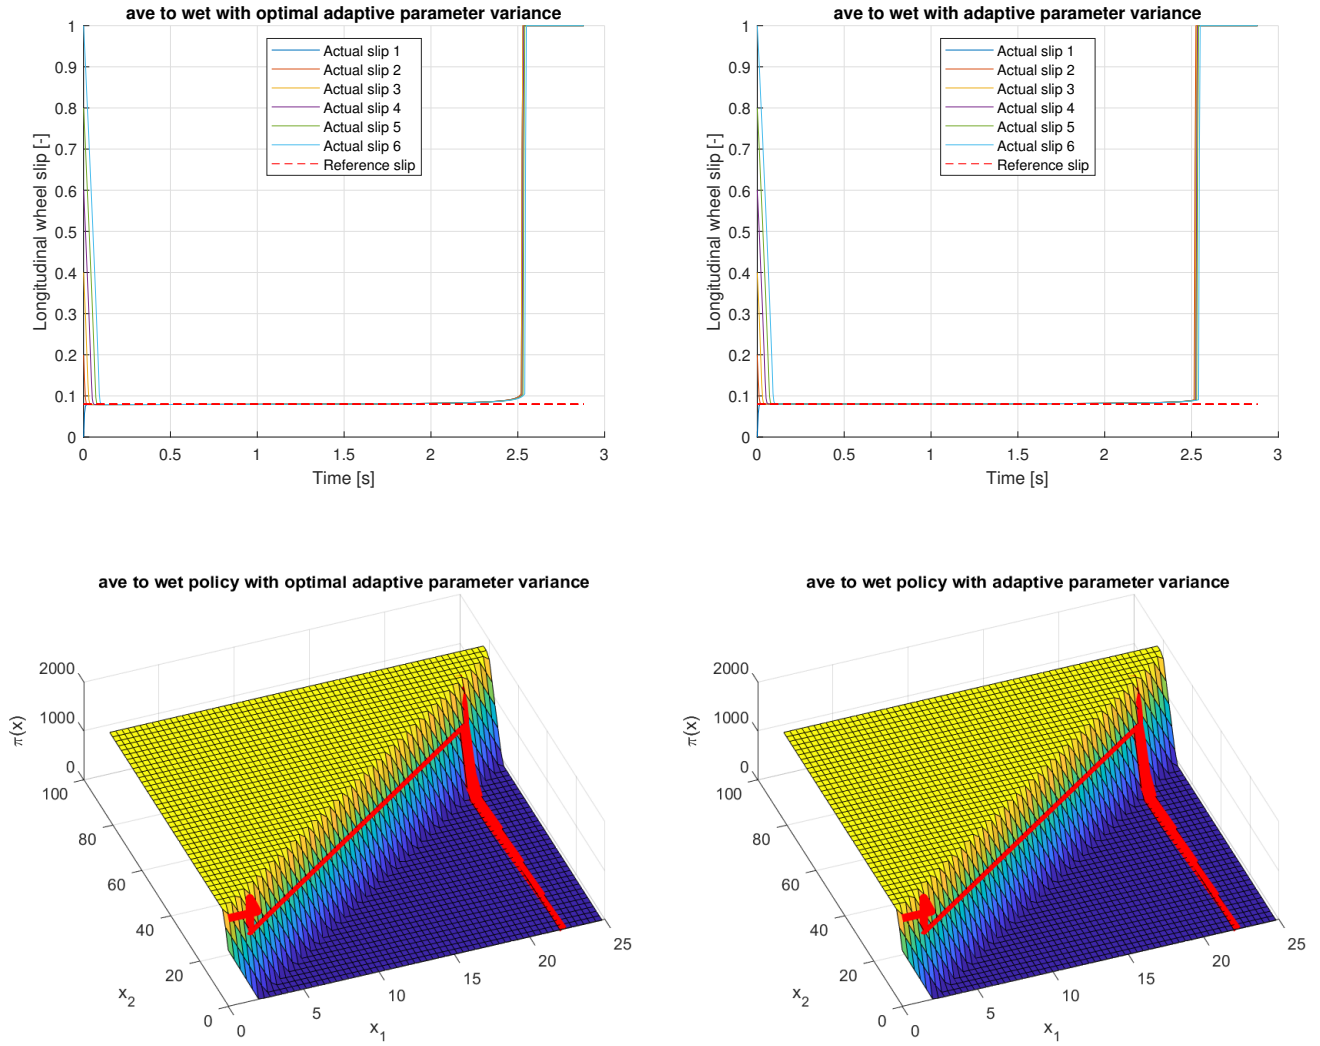 ave to wet with optimal adaptive parameter variance
1
0.9
0.8
0.7
0.6
0.5
0.4
0.3
0.2
0.1
0
Longitudinal wheel slip [-]
Actual slip 1
Actual slip 2
Actual slip 3
Actual slip 4
Actual slip 5
Actual slip 6
Reference slip
0 0.5 1 1.5 2 2.5 3
Time [s]
ave to wet with adaptive parameter variance
1
0.9
0.8
0.7
0.6
0.5
0.4
0.3
0.2
0.1
0
Longitudinal wheel slip [-]
Actual slip 1
Actual slip 2
Actual slip 3
Actual slip 4
Actual slip 5
Actual slip 6
Reference slip
0 0.5 1 1.5 2 2.5 3
Time [s]
ave to wet policy with optimal adaptive parameter variance
2000
1000
0
π(x)
100
80
60
40
20
0
x₂
0
5
10
15
20
25
x₁
ave to wet policy with adaptive parameter variance
2000
1000
0
π(x)
100
80
60
40
20
0
x₂
0
5
10
15
20
25
x₁